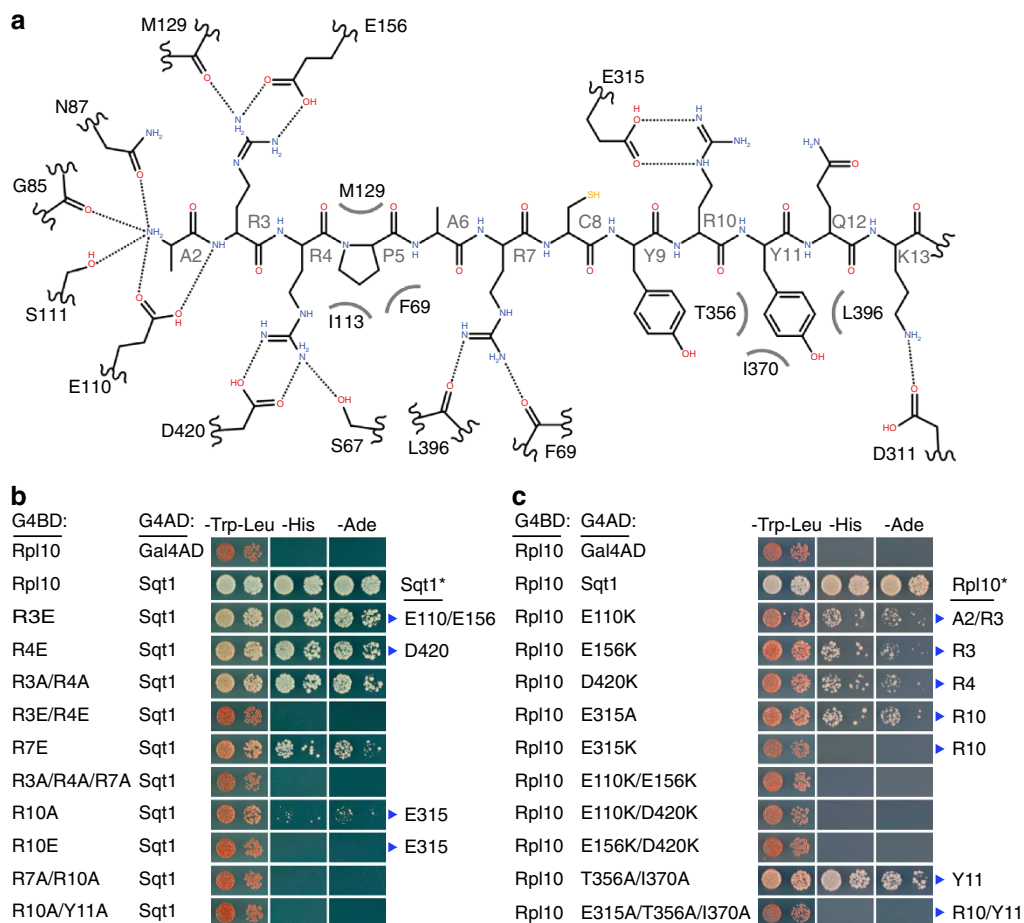 a
M129
E156
N87
E315
G85
S111
E110
NH2
O
OH
H
N
SH
HO
H2N
A2
R3
R4
M129
P5
A6
R7
C8
Y9
R10
Y11
Q12
K13
I113
F69
T356
L396
I370
D420
S67
L396
F69
D311
b
G4BD: G4AD: -Trp-Leu -His -Ade
Rpl10 Gal4AD
Rpl10 Sqt1 Sqt1*
R3E Sqt1 E110/E156
R4E Sqt1 D420
R3A/R4A Sqt1
R3E/R4E Sqt1
R7E Sqt1
R3A/R4A/R7A Sqt1
R10A Sqt1 E315
R10E Sqt1 E315
R7A/R10A Sqt1
R10A/Y11A Sqt1
c
G4BD: G4AD: -Trp-Leu -His -Ade
Rpl10 Gal4AD
Rpl10 Sqt1 Rpl10*
Rpl10 E110K A2/R3
Rpl10 E156K R3
Rpl10 D420K R4
Rpl10 E315A R10
Rpl10 E315K R10
Rpl10 E110K/E156K
Rpl10 E110K/D420K
Rpl10 E156K/D420K
Rpl10 T356A/I370A Y11
Rpl10 E315A/T356A/I370A R10/Y11